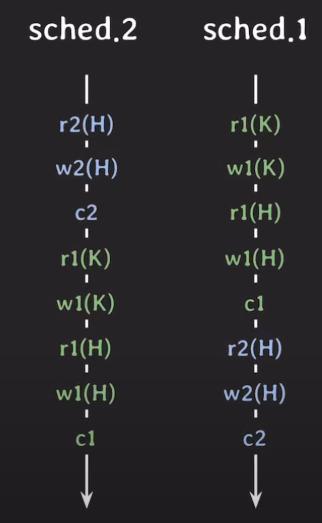 sched.2 sched.1
r2(H) r1(K)
w2(H) w1(K)
c2 r1(H)
r1(K) w1(H)
w1(K) c1
r1(H) r2(H)
w1(H) w2(H)
c1 c2